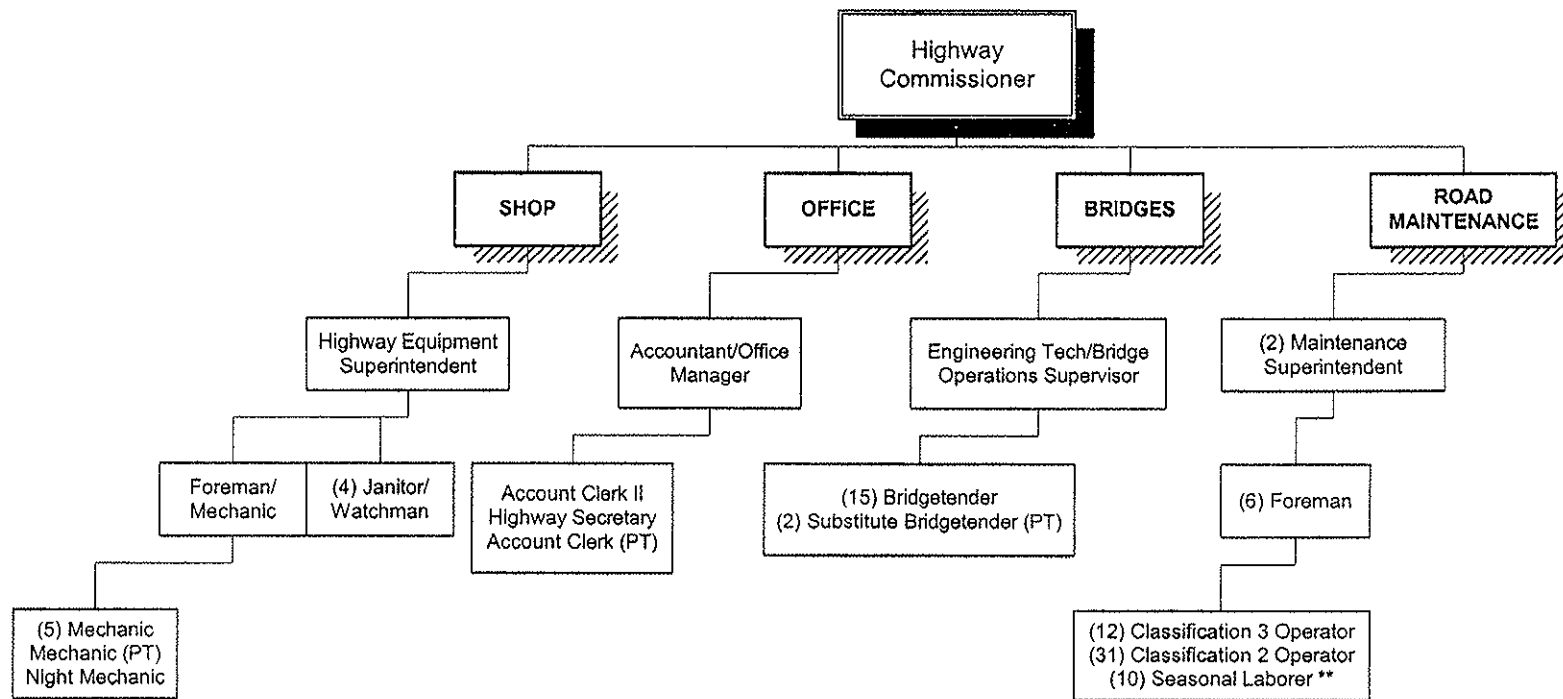 Highway
Commissioner
SHOP
OFFICE
BRIDGES
ROAD
MAINTENANCE
Highway Equipment
Superintendent
Accountant/Office
Manager
Engineering Tech/Bridge
Operations Supervisor
(2) Maintenance
Superintendent
Foreman/
Mechanic
(4) Janitor/
Watchman
Account Clerk II
Highway Secretary
Account Clerk (PT)
(15) Bridgetender
(2) Substitute Bridgetender (PT)
(6) Foreman
(5) Mechanic
Mechanic (PT)
Night Mechanic
(12) Classification 3 Operator
(31) Classification 2 Operator
(10) Seasonal Laborer **